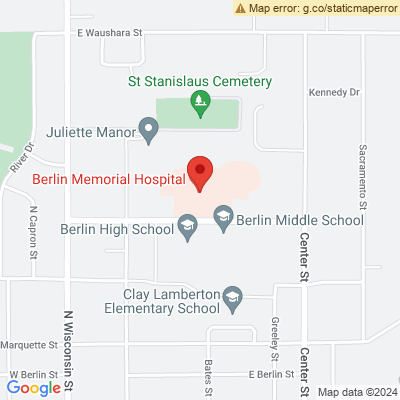 Map error: g.co/staticmaperror
E Waushara St
St Stanislaus Cemetery
Kennedy Dr
Juliette Manor
River Dr
Sacramento St
Berlin Memorial Hospital
N Capron St
Berlin Middle School
Berlin High School
Center St
Clay Lamberton
Elementary School
N Wisconsin St
Greeley St
Marquette St
Center St
Bates St
W Berlin St
E Berlin St
Google
Map data ©2024